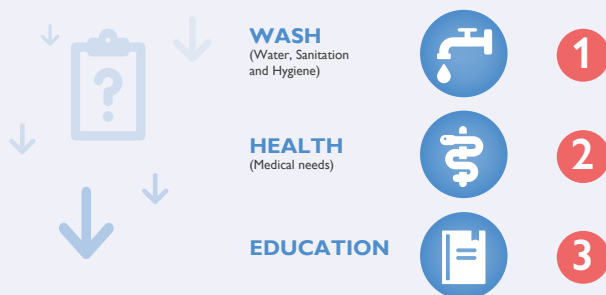 ?
WASH
(Water, Sanitation
and Hygiene)
1
HEALTH
(Medical needs)
2
EDUCATION
3